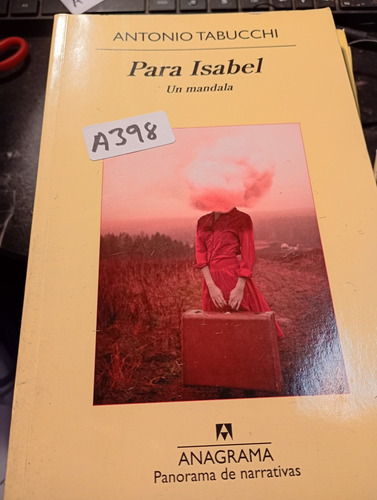 ANTONIO TABUCCHI
Para Isabel
Un mandala
A398
ANAGRAMA
Panorama de narrativas